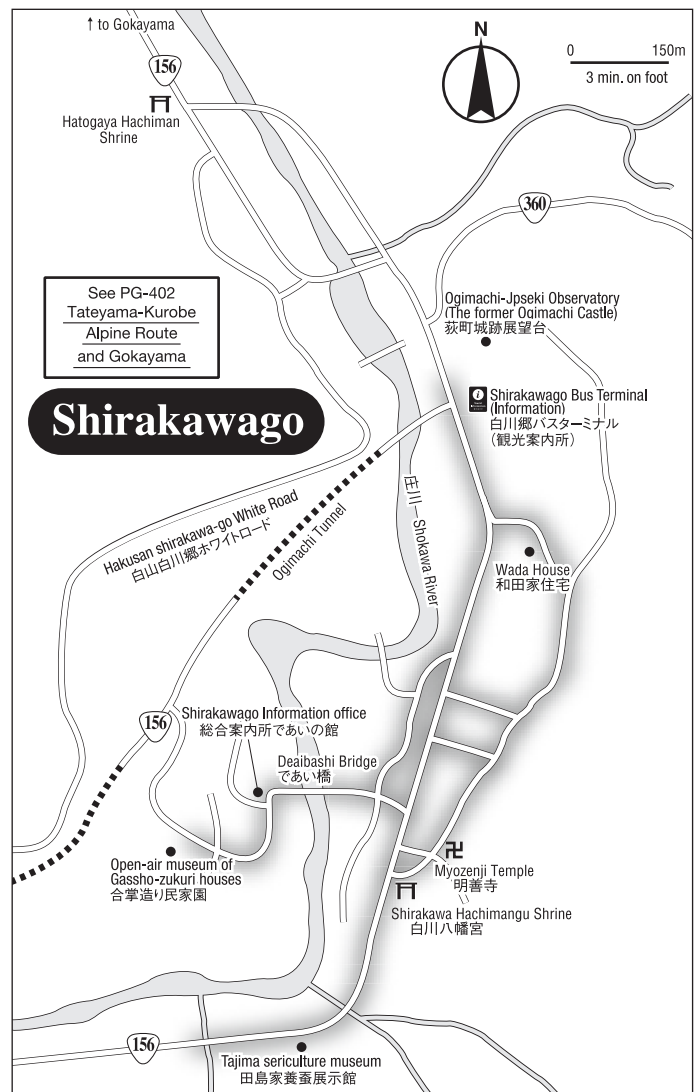 ↑ to Gokayama
156
N
0 150m
3 min. on foot
Hatogaya Hachiman
Shrine
360
See PG-402
Tateyama-Kurobe
Alpine Route
and Gokayama
Ogimachi-Jpseki Observatory
(The former Ogimachi Castle)
荻町城跡展望台
Shirakawago
i
Shirakawago Bus Terminal
(Information)
白川郷バスターミナル
(観光案内所)
Hakusan shirakawa-go White Road
白山白川郷ホワイトロード
Ogimachi Tunnel
庄川 Shokawa River
Wada House
和田家住宅
156
Shirakawago Information office
総合案内所であいの館
Deaibashi Bridge
であい橋
Open-air museum of
Gassho-zukuri houses
合掌造り民家園
卍
Myozenji Temple
明善寺
Shirakawa Hachimangu Shrine
白川八幡宮
156
Tajima sericulture museum
田島家養蚕展示館